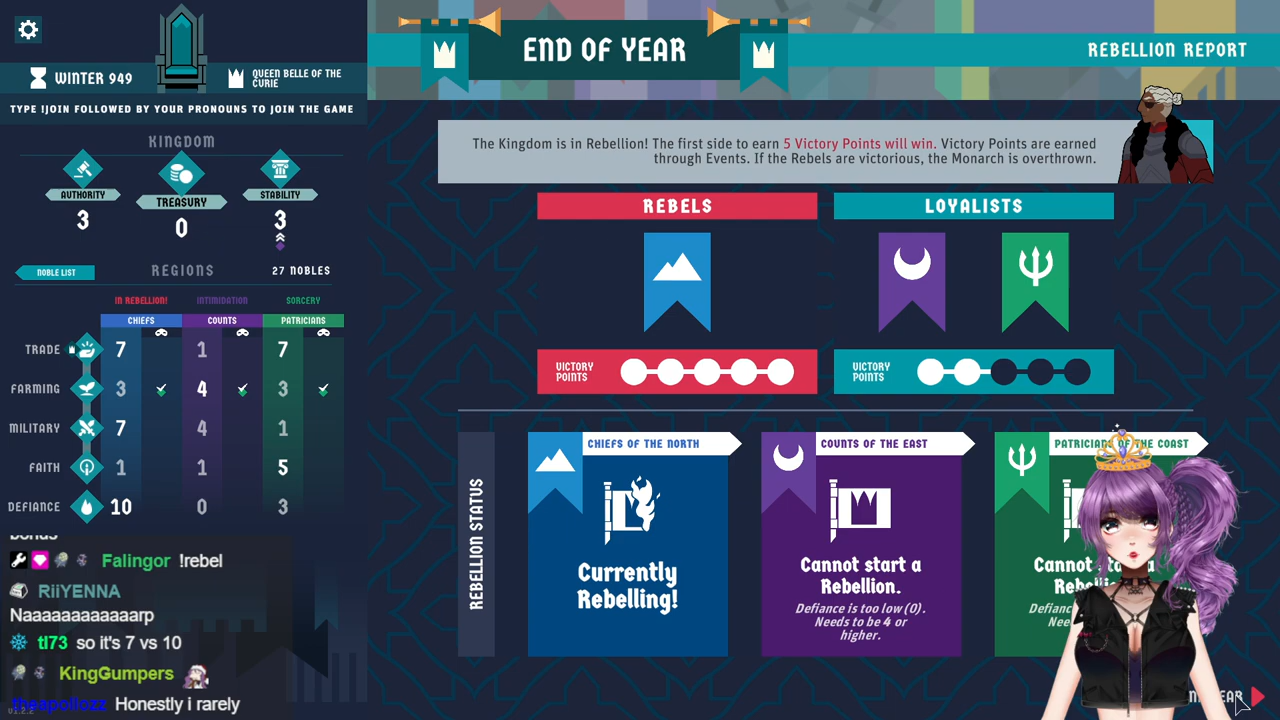 WINTER 949
QUEEN BELLE OF THE
CURIE
TYPE !JOIN FOLLOWED BY YOUR PRONOUNS TO JOIN THE GAME
KINGDOM
AUTHORITY
TREASURY
STABILITY
3
0
3
NOBLE LIST
REGIONS
27 NOBLES
IN REBELLION!
INTIMIDATION
SORCERY
CHIEFS
COUNTS
PATRICIANS
TRADE 7 1 7
FARMING 3 4 3
MILITARY 7 4 1
FAITH 1 1 5
DEFIANCE 10 0 3
Falingor !rebel
RiiYENNA
Naaaaaaaaaaaarp
tl73 so it's 7 vs 10
KingGumpers
theapollozz Honestly i rarely
END OF YEAR
REBELLION REPORT
The Kingdom is in Rebellion! The first side to earn 5 Victory Points will win. Victory Points are earned
through Events. If the Rebels are victorious, the Monarch is overthrown.
REBELS
LOYALISTS
VICTORY
POINTS
VICTORY
POINTS
REBELLION STATUS
CHIEFS OF THE NORTH
Currently
Rebelling!
COUNTS OF THE EAST
Cannot start a
Rebellion.
Defiance is too low (0).
Needs to be 4 or
higher.
PATRICIANS OF THE COAST